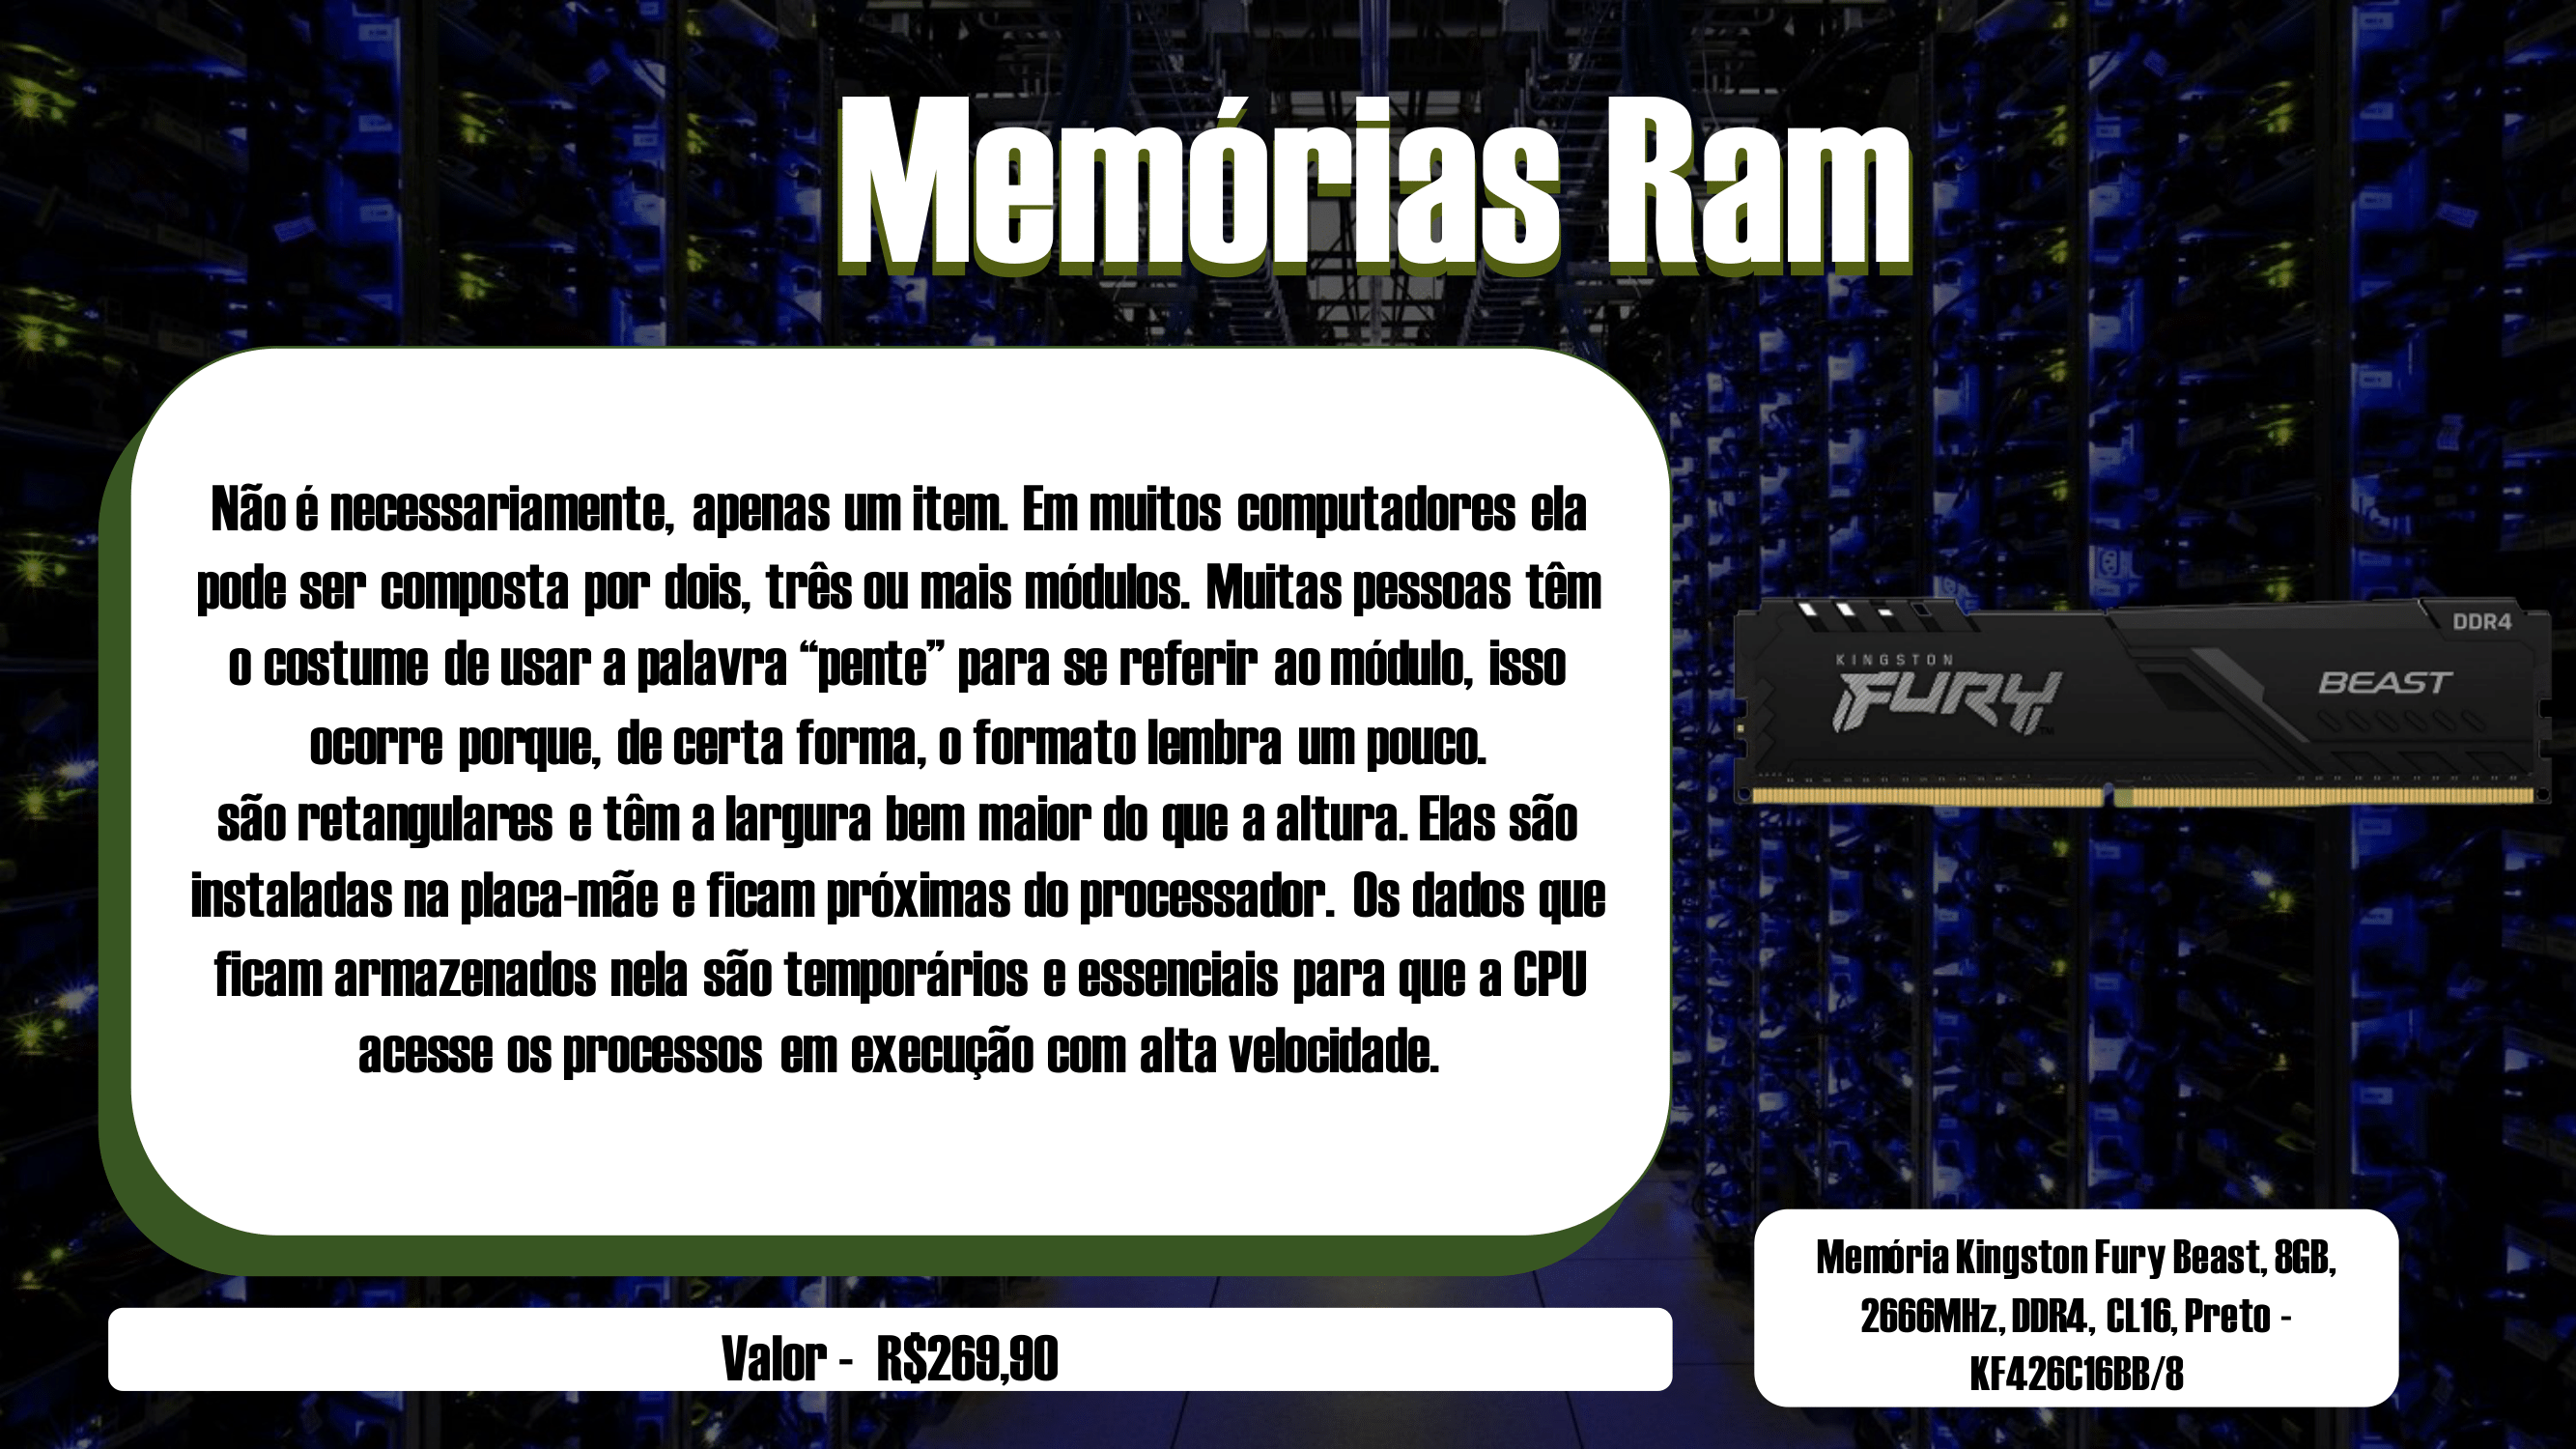 Memórias Ram
Não é necessariamente, apenas um item. Em muitos computadores ela
pode ser composta por dois, três ou mais módulos. Muitas pessoas têm
o costume de usar a palavra “pente” para se referir ao módulo, isso
ocorre porque, de certa forma, o formato lembra um pouco.
são retangulares e têm a largura bem maior do que a altura. Elas são
instaladas na placa-mãe e ficam próximas do processador. Os dados que
ficam armazenados nela são temporários e essenciais para que a CPU
acesse os processos em execução com alta velocidade.
DDR4
KINGSTON
FURY™
BEAST
Valor - R$269,90
Memória Kingston Fury Beast, 8GB,
2666MHz, DDR4, CL16, Preto -
KF426C16BB/8